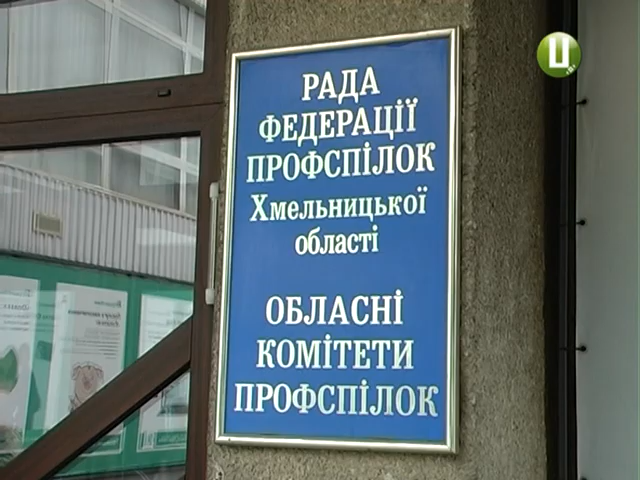 РАДА
ФЕДЕРАЦІЇ
ПРОФСПІЛОК
Хмельницької
області
ОБЛАСНІ
КОМІТЕТИ
ПРОФСПІЛОК
Ц